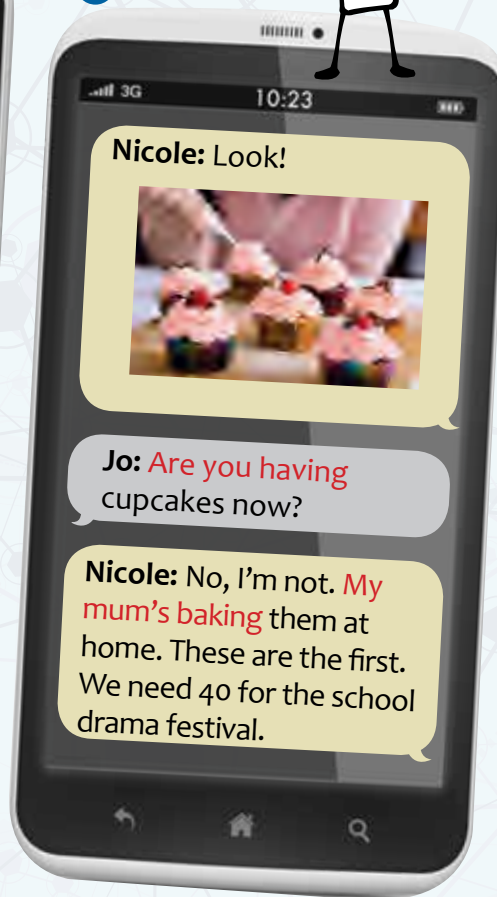 3G 10:23
Nicole: Look!
Jo: Are you having
cupcakes now?
Nicole: No, I'm not. My
mum's baking them at
home. These are the first.
We need 40 for the school
drama festival.